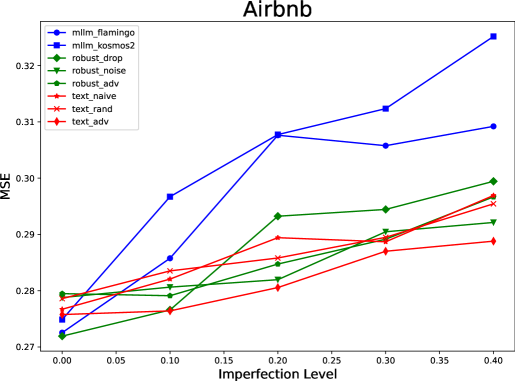 Airbnb
mllm_flamingo
mllm_kosmos2
robust_drop
robust_noise
robust_adv
text_naive
text_rand
text_adv
MSE
0.32
0.31
0.30
0.29
0.28
0.27
0.00 0.05 0.10 0.15 0.20 0.25 0.30 0.35 0.40
Imperfection Level